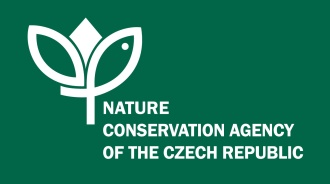 NATURE
CONSERVATION AGENCY
OF THE CZECH REPUBLIC